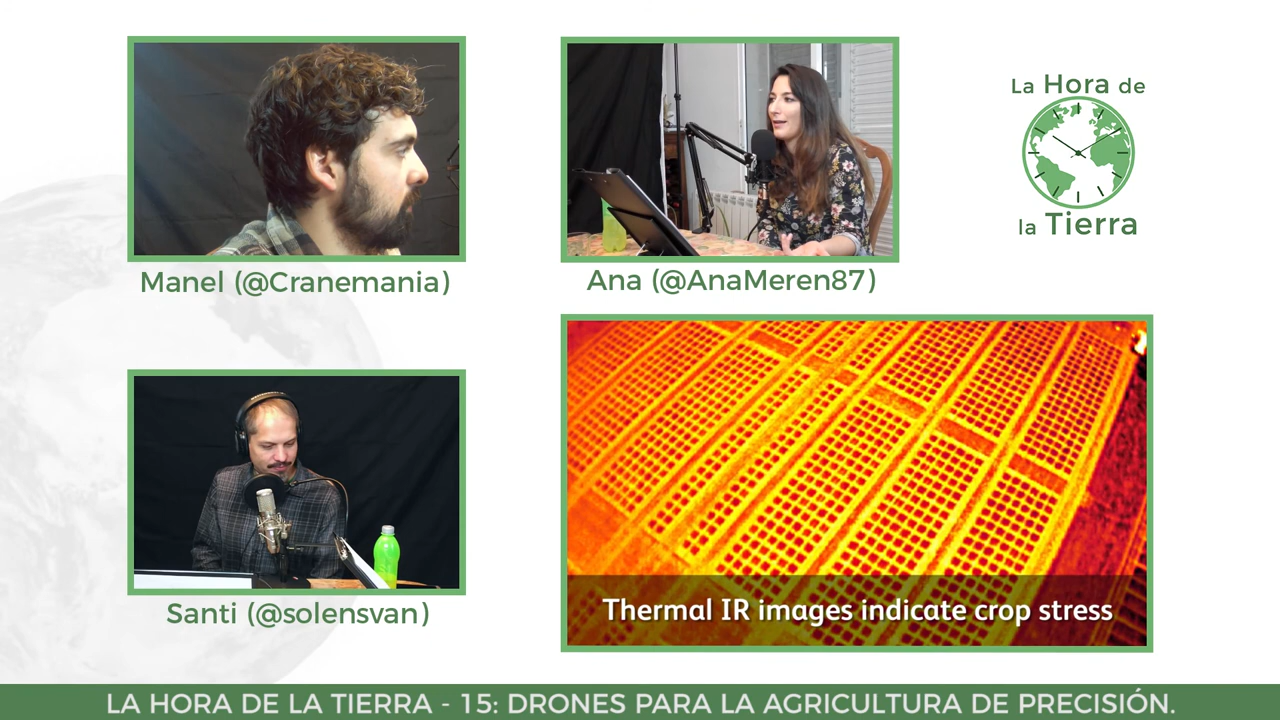 Manel (@Cranemania)
Ana (@AnaMeren87)
La Hora de
la Tierra
Santi (@solensvan)
Thermal IR images indicate crop stress
LA HORA DE LA TIERRA - 15: DRONES PARA LA AGRICULTURA DE PRECISIÓN.